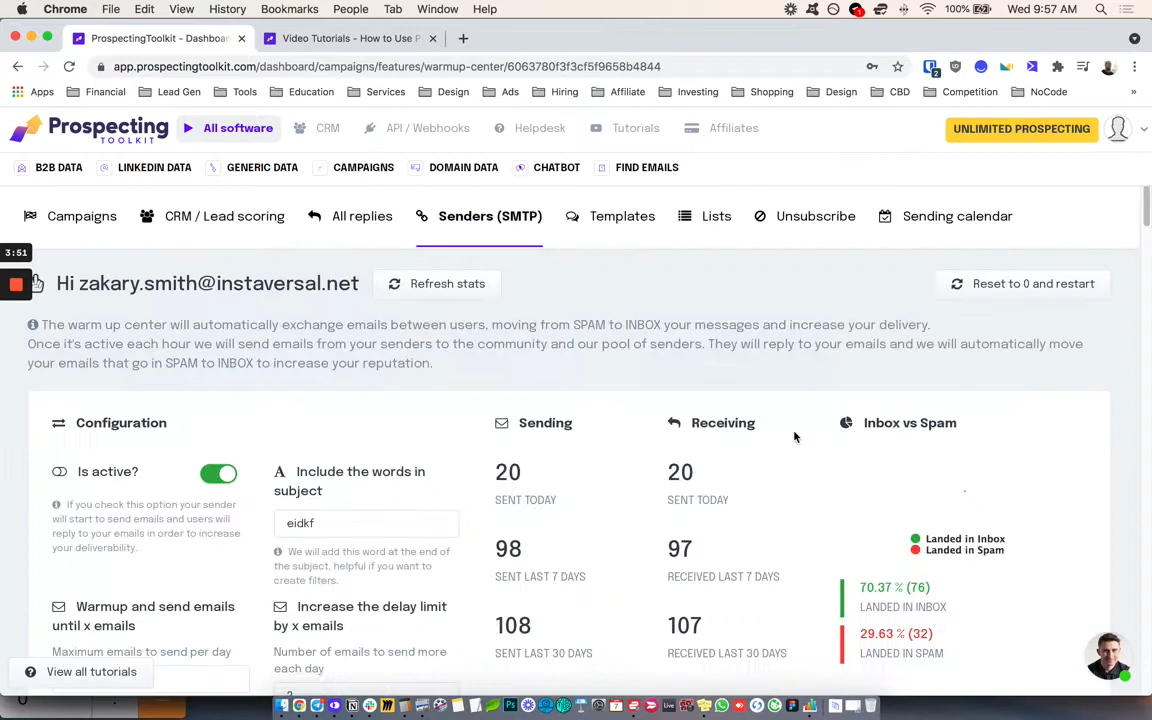 Chrome File Edit View History Bookmarks People Tab Window Help
100% Wed 9:57 AM
ProspectingToolkit - Dashboar
Video Tutorials - How to Use P
app.prospectingtoolkit.com/dashboard/campaigns/features/warmup-center/6063780f3f3cf5f9658b4844
2
Apps Financial Lead Gen Tools Education Services Design Ads Hiring Affiliate Investing Shopping Design CBD Competition NoCode »
Prospecting TOOLKIT
All software CRM API / Webhooks Helpdesk Tutorials Affiliates
UNLIMITED PROSPECTING
B2B DATA LINKEDIN DATA GENERIC DATA CAMPAIGNS DOMAIN DATA CHATBOT FIND EMAILS
Campaigns CRM / Lead scoring All replies Senders (SMTP) Templates Lists Unsubscribe Sending calendar
3:51
Hi zakary.smith@instaversal.net
Refresh stats
Reset to 0 and restart
The warm up center will automatically exchange emails between users, moving from SPAM to INBOX your messages and increase your delivery.
Once it's active each hour we will send emails from your senders to the community and our pool of senders. They will reply to your emails and we will automatically move
your emails that go in SPAM to INBOX to increase your reputation.
Configuration
Is active?
If you check this option your sender
will start to send emails and users will
reply to your emails in order to increase
your deliverability.
Warmup and send emails
until x emails
Maximum emails to send per day
Include the words in
subject
eidkf
We will add this word at the end of
the subject, helpful if you want to
create filters.
Increase the delay limit
by x emails
Number of emails to send more
each day
Sending
20
SENT TODAY
98
SENT LAST 7 DAYS
108
SENT LAST 30 DAYS
Receiving
20
SENT TODAY
97
RECEIVED LAST 7 DAYS
107
RECEIVED LAST 30 DAYS
Inbox vs Spam
Landed in Inbox
Landed in Spam
70.37 % (76)
LANDED IN INBOX
29.63 % (32)
LANDED IN SPAM
View all tutorials